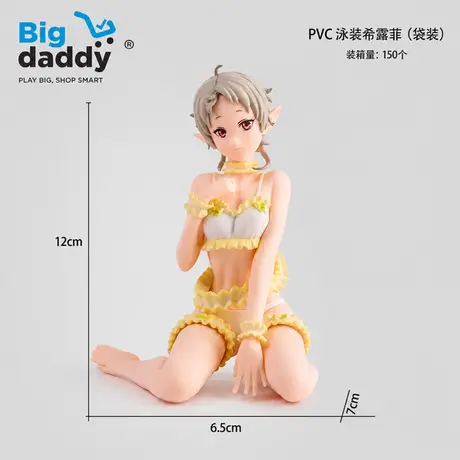 Big
daddy®
PLAY BIG, SHOP SMART
PVC 泳装希露菲（袋装）
装箱量：150个
12cm
7cm
6.5cm